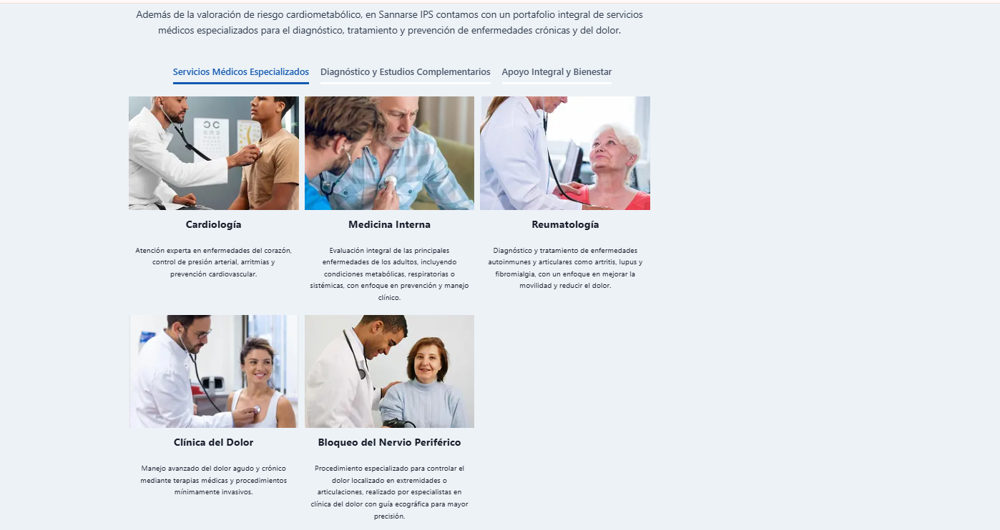 Además de la valoración de riesgo cardiometabólico, en Sannarse IPS contamos con un portafolio integral de servicios
médicos especializados para el diagnóstico, tratamiento y prevención de enfermedades crónicas y del dolor.
Servicios Médicos Especializados
Diagnóstico y Estudios Complementarios
Apoyo Integral y Bienestar
Cardiología
Atención experta en enfermedades del corazón,
control de presión arterial, arritmias y
prevención cardiovascular.
Medicina Interna
Evaluación integral de las principales
enfermedades de los adultos, incluyendo
condiciones metabólicas, respiratorias o
sistémicas, con enfoque en prevención y manejo
clínico.
Reumatología
Diagnóstico y tratamiento de enfermedades
autoinmunes y articulares como artritis, lupus y
fibromialgia, con un enfoque en mejorar la
movilidad y reducir el dolor.
Clínica del Dolor
Manejo avanzado del dolor agudo y crónico
mediante terapias médicas y procedimientos
mínimamente invasivos.
Bloqueo del Nervio Periférico
Procedimiento especializado para controlar el
dolor localizado en extremidades o
articulaciones, realizado por especialistas en
clínica del dolor con guía ecográfica para mayor
precisión.